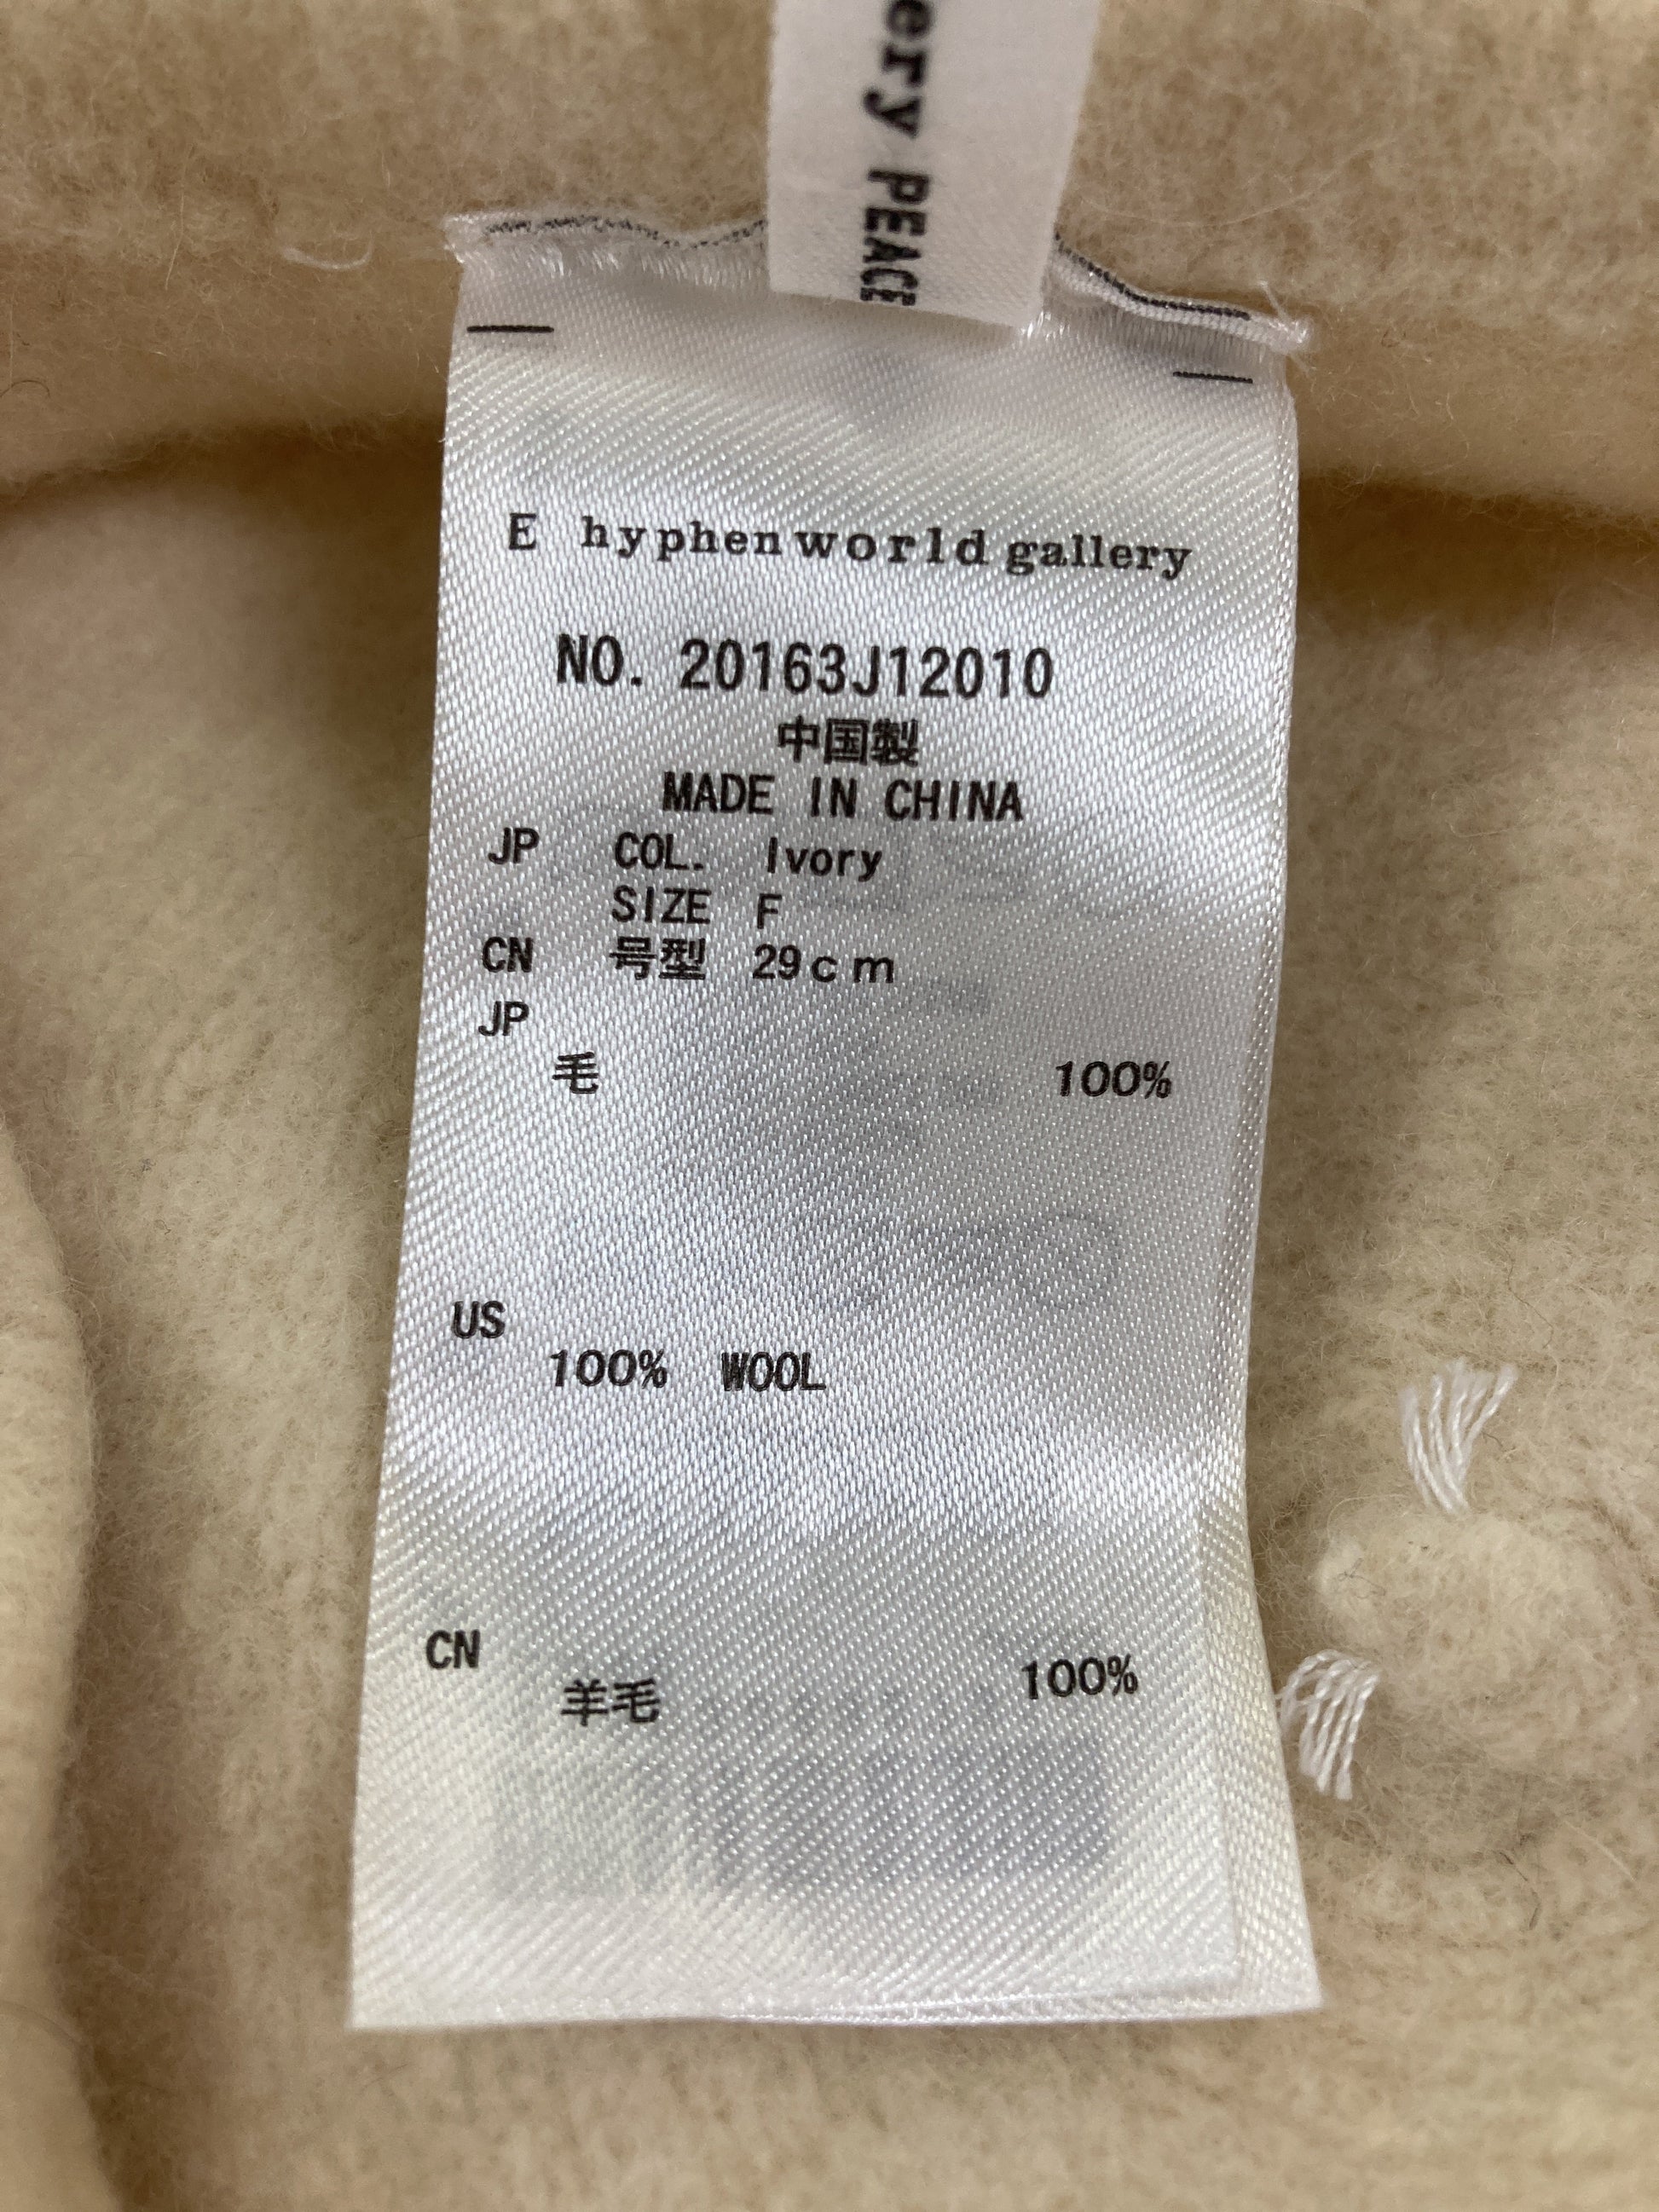 ery PEACE
E hyphen world gallery
NO. 20163J12010
中国製
MADE IN CHINA
JP COL. Ivory
SIZE F
CN 号型 29cm
JP
毛 100%
US
100% WOOL
CN
羊毛 100%